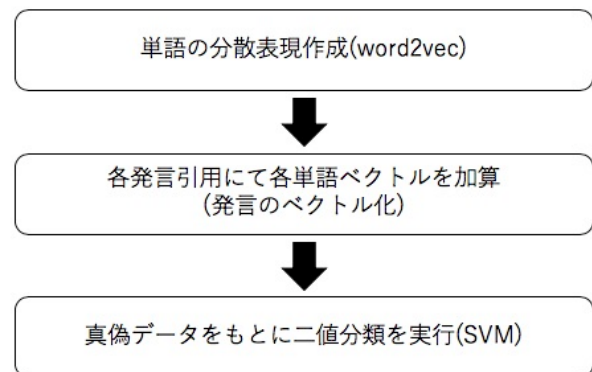 単語の分散表現作成(word2vec)
各発言引用にて各単語ベクトルを加算
(発言のベクトル化)
真偽データをもとに二値分類を実行(SVM)